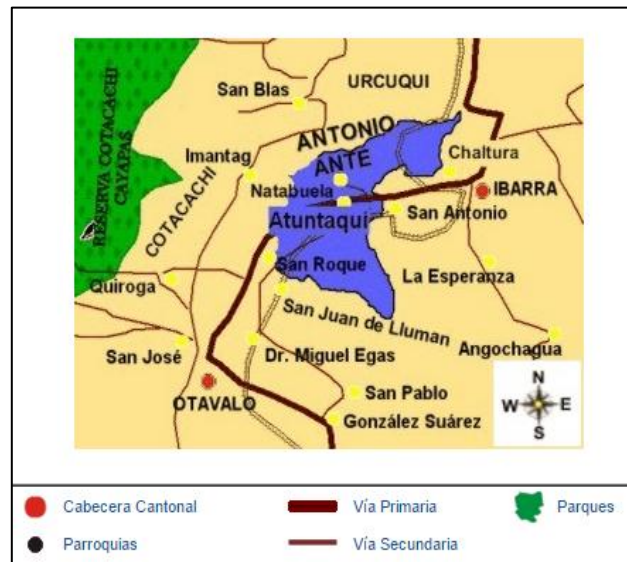 URCUQUI
San Blas
ANTONIO
ANTE
Imantag
Chaltura
Natabuela
IBARRA
RESERVA COTACACHI
CAYAPAS
COTACACHI
Atuntaqui
San Antonio
San Roque
La Esperanza
Quiroga
San Juan de Lluman
San José
Dr. Miguel Egas
Angochagua
San Pablo
OTAVALO
González Suárez
N
W E
S
Cabecera Cantonal
Vía Primaria
Parques
Parroquias
Vía Secundaria